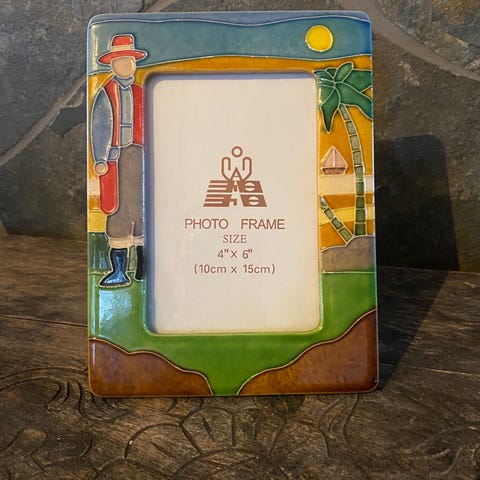 PHOTO FRAME
SIZE
4"x 6"
(10cm x 15cm)